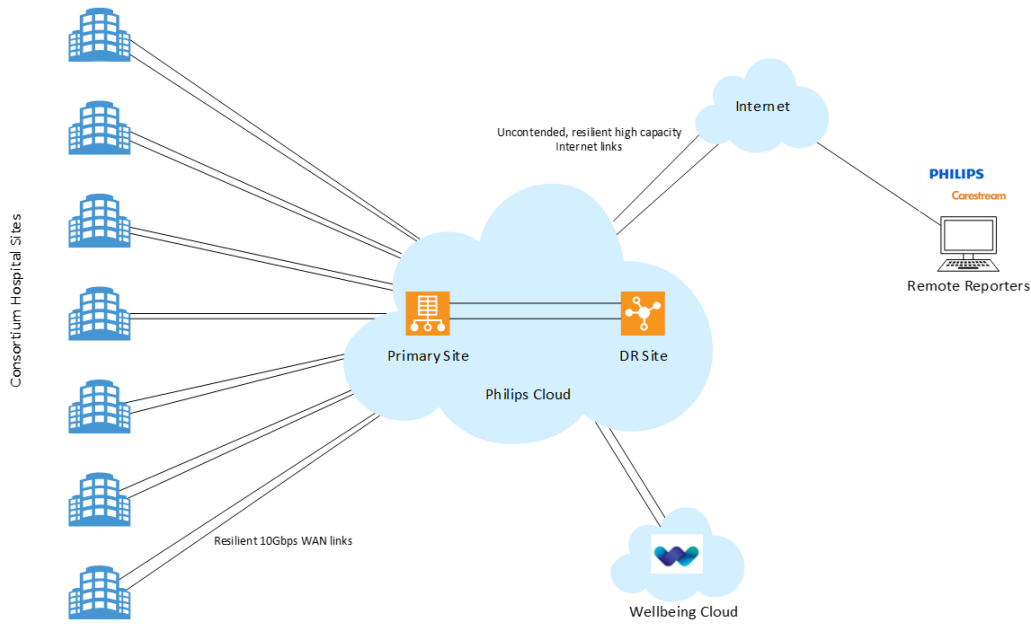 Consortium Hospital Sites
Internet
Uncontended, resilient high capacity
Internet links
PHILIPS
Carestream
Remote Reporters
Primary Site
DR Site
Philips Cloud
Resilient 10Gbps WAN links
Wellbeing Cloud